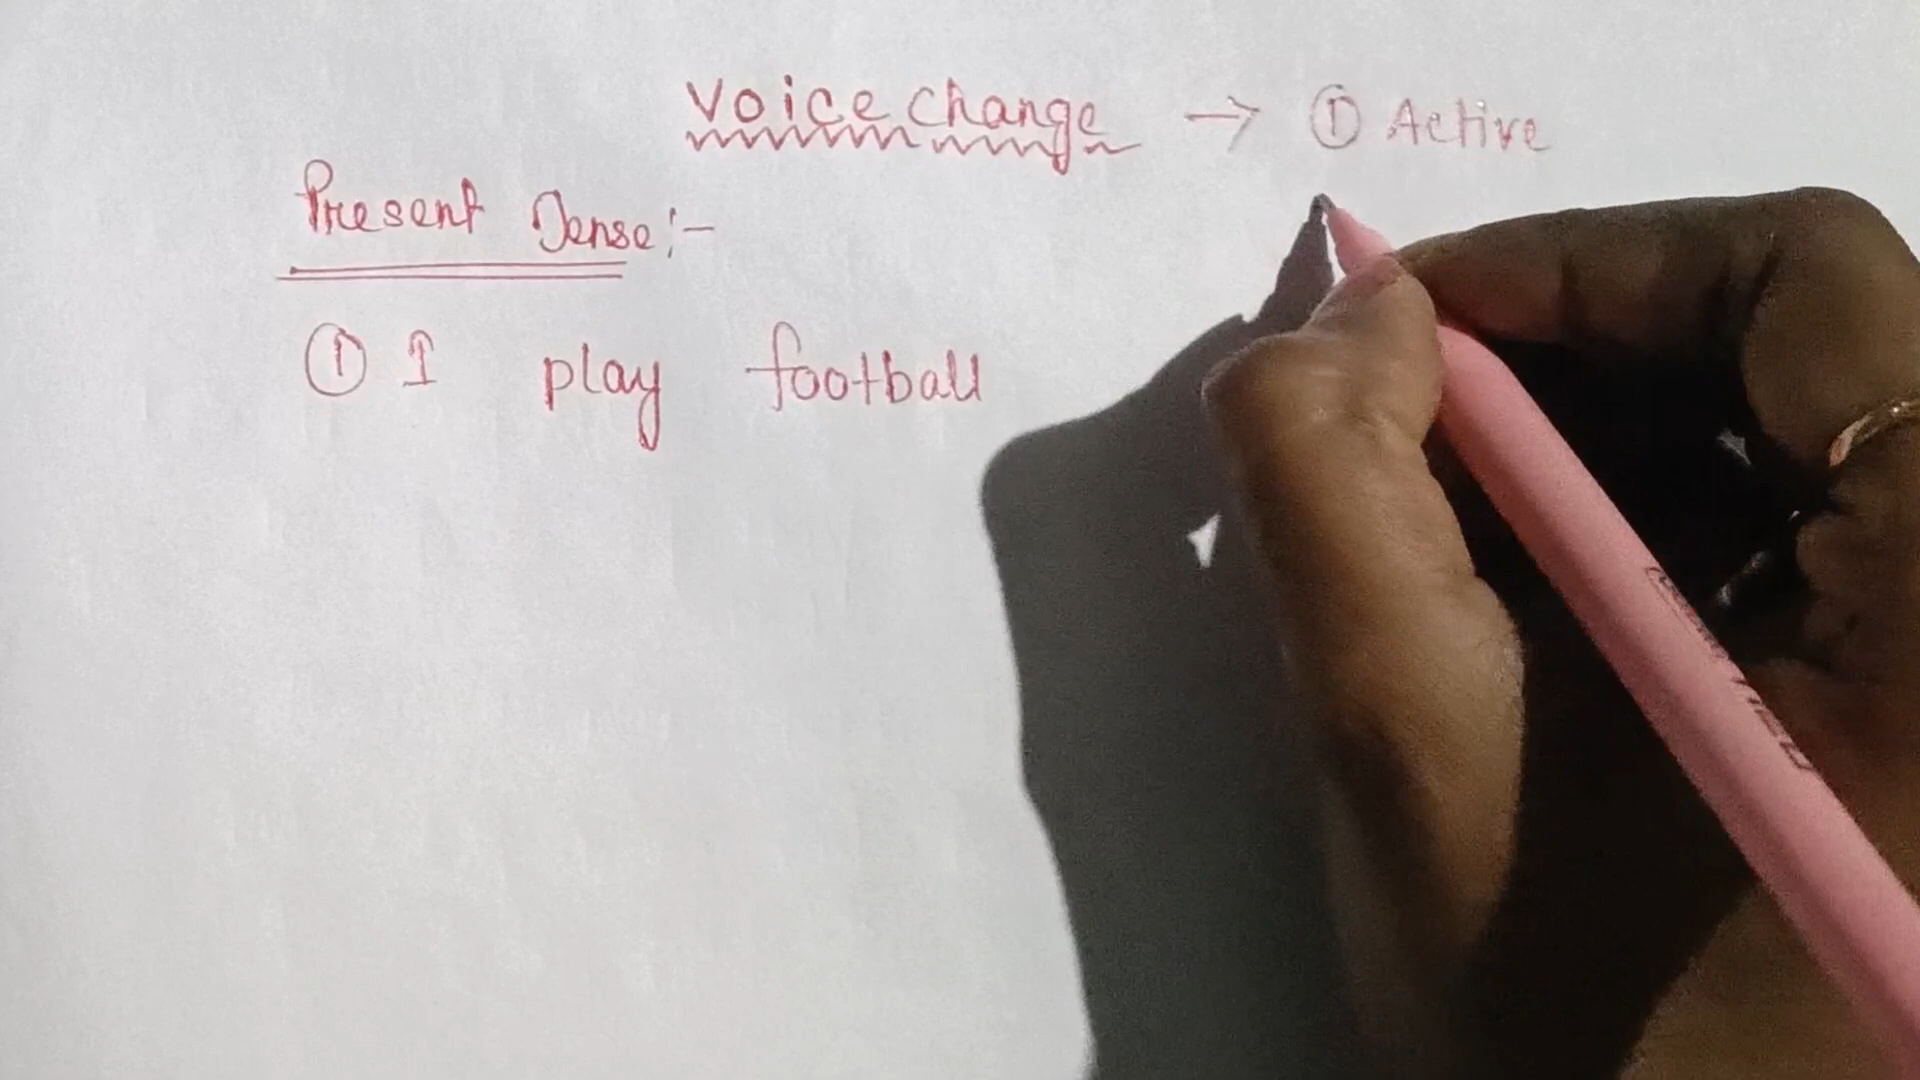 Voice change → ① Active
Present Tense:-
① I play football